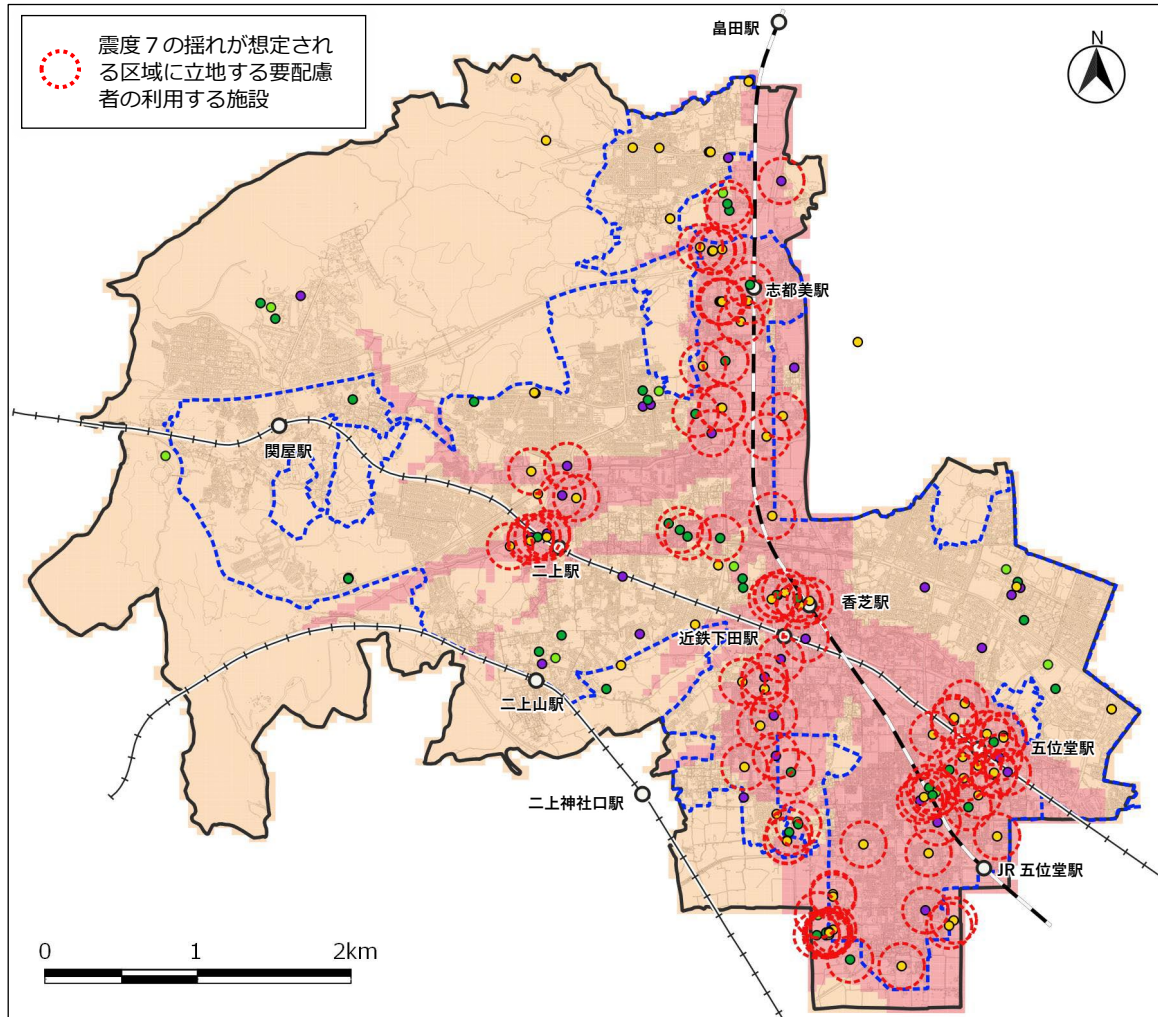 震度７の揺れが想定され
る区域に立地する要配慮
者の利用する施設
畠田駅
N
志都美駅
関屋駅
二上駅
香芝駅
近鉄下田駅
二上山駅
五位堂駅
二上神社口駅
JR 五位堂駅
0 1 2km